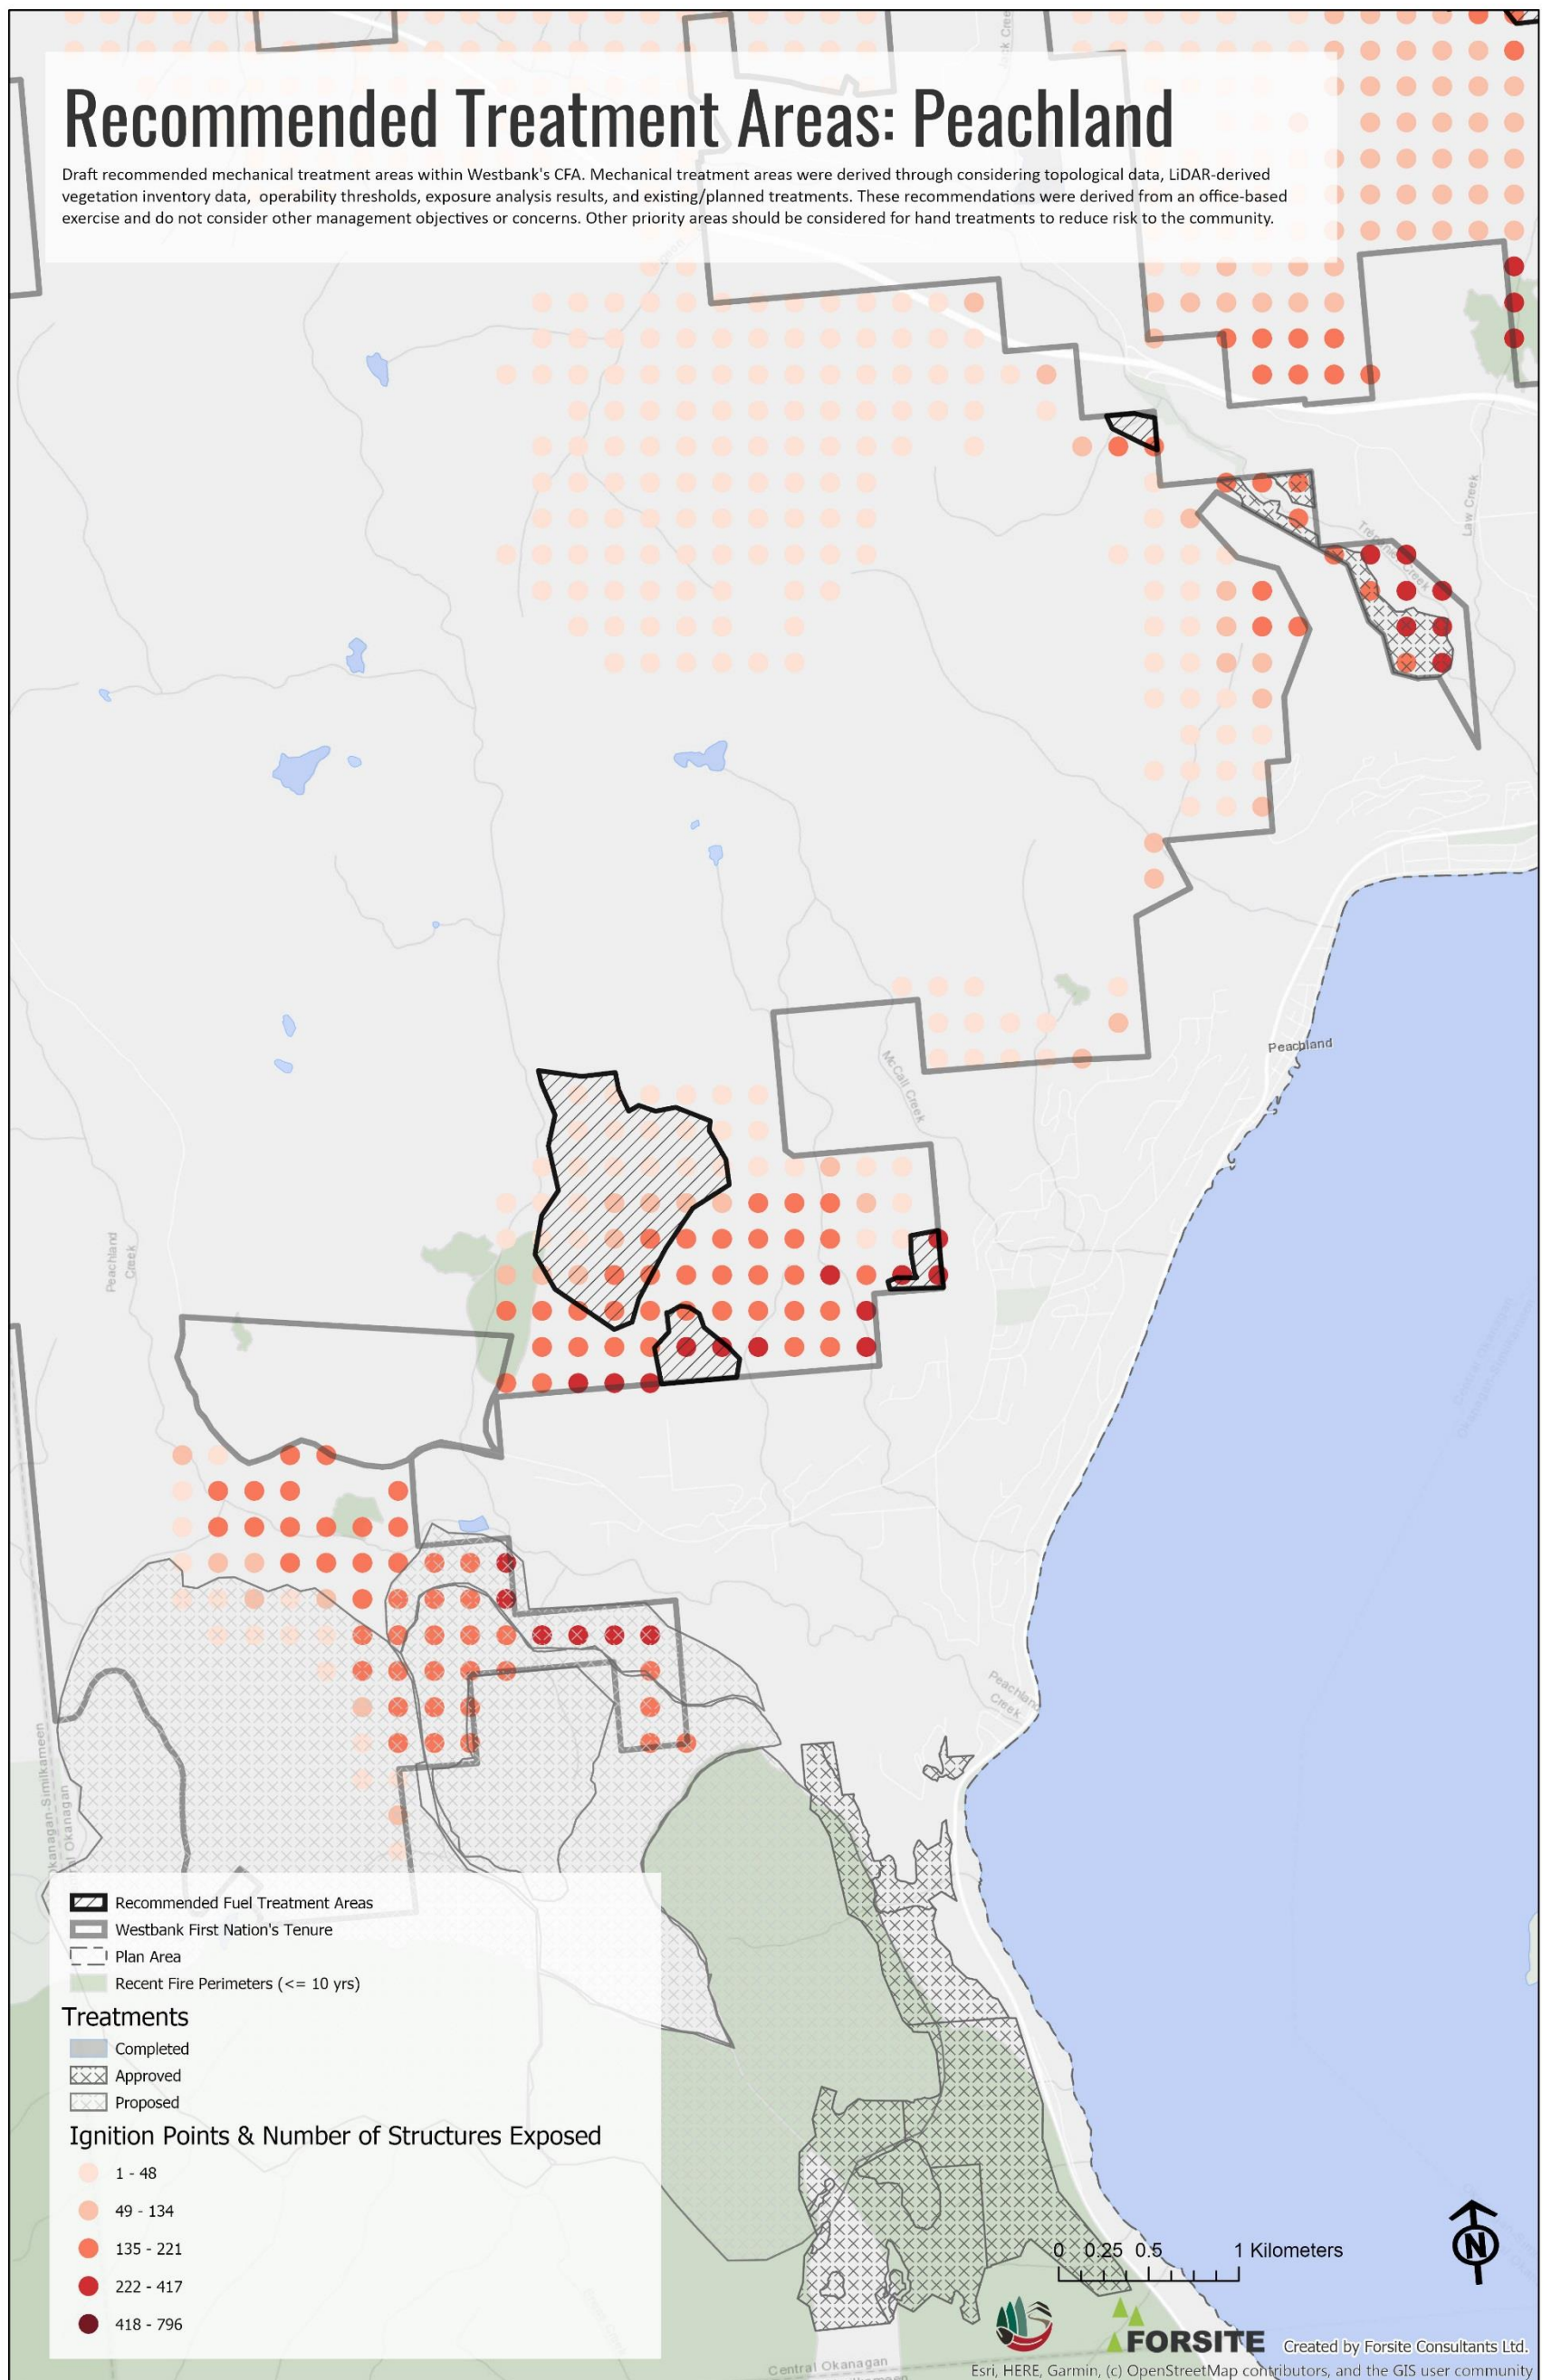 Recommended Treatment Areas: Peachland
Draft recommended mechanical treatment areas within Westbank's CFA. Mechanical treatment areas were derived through considering topological data, LiDAR-derived
vegetation inventory data,  operability thresholds, exposure analysis results, and existing/planned treatments. These recommendations were derived from an office-based
exercise and do not consider other management objectives or concerns. Other priority areas should be considered for hand treatments to reduce risk to the community.
Law Creek
Creek
Peachland
McCall Creek
Peachland
Creek
Peachland
Creek
Okanagan-Similkameen
Okanagan
Recommended Fuel Treatment Areas
Westbank First Nation's Tenure
Plan Area
Recent Fire Perimeters (<= 10 yrs)
Treatments
Completed
Approved
Proposed
Ignition Points & Number of Structures Exposed
1 - 48
49 - 134
135 - 221
222 - 417
418 - 796
0 0.25 0.5 1 Kilometers
N
FORSITE
Created by Forsite Consultants Ltd.
Central Okanagan
Esri, HERE, Garmin, (c) OpenStreetMap contributors, and the GIS user community